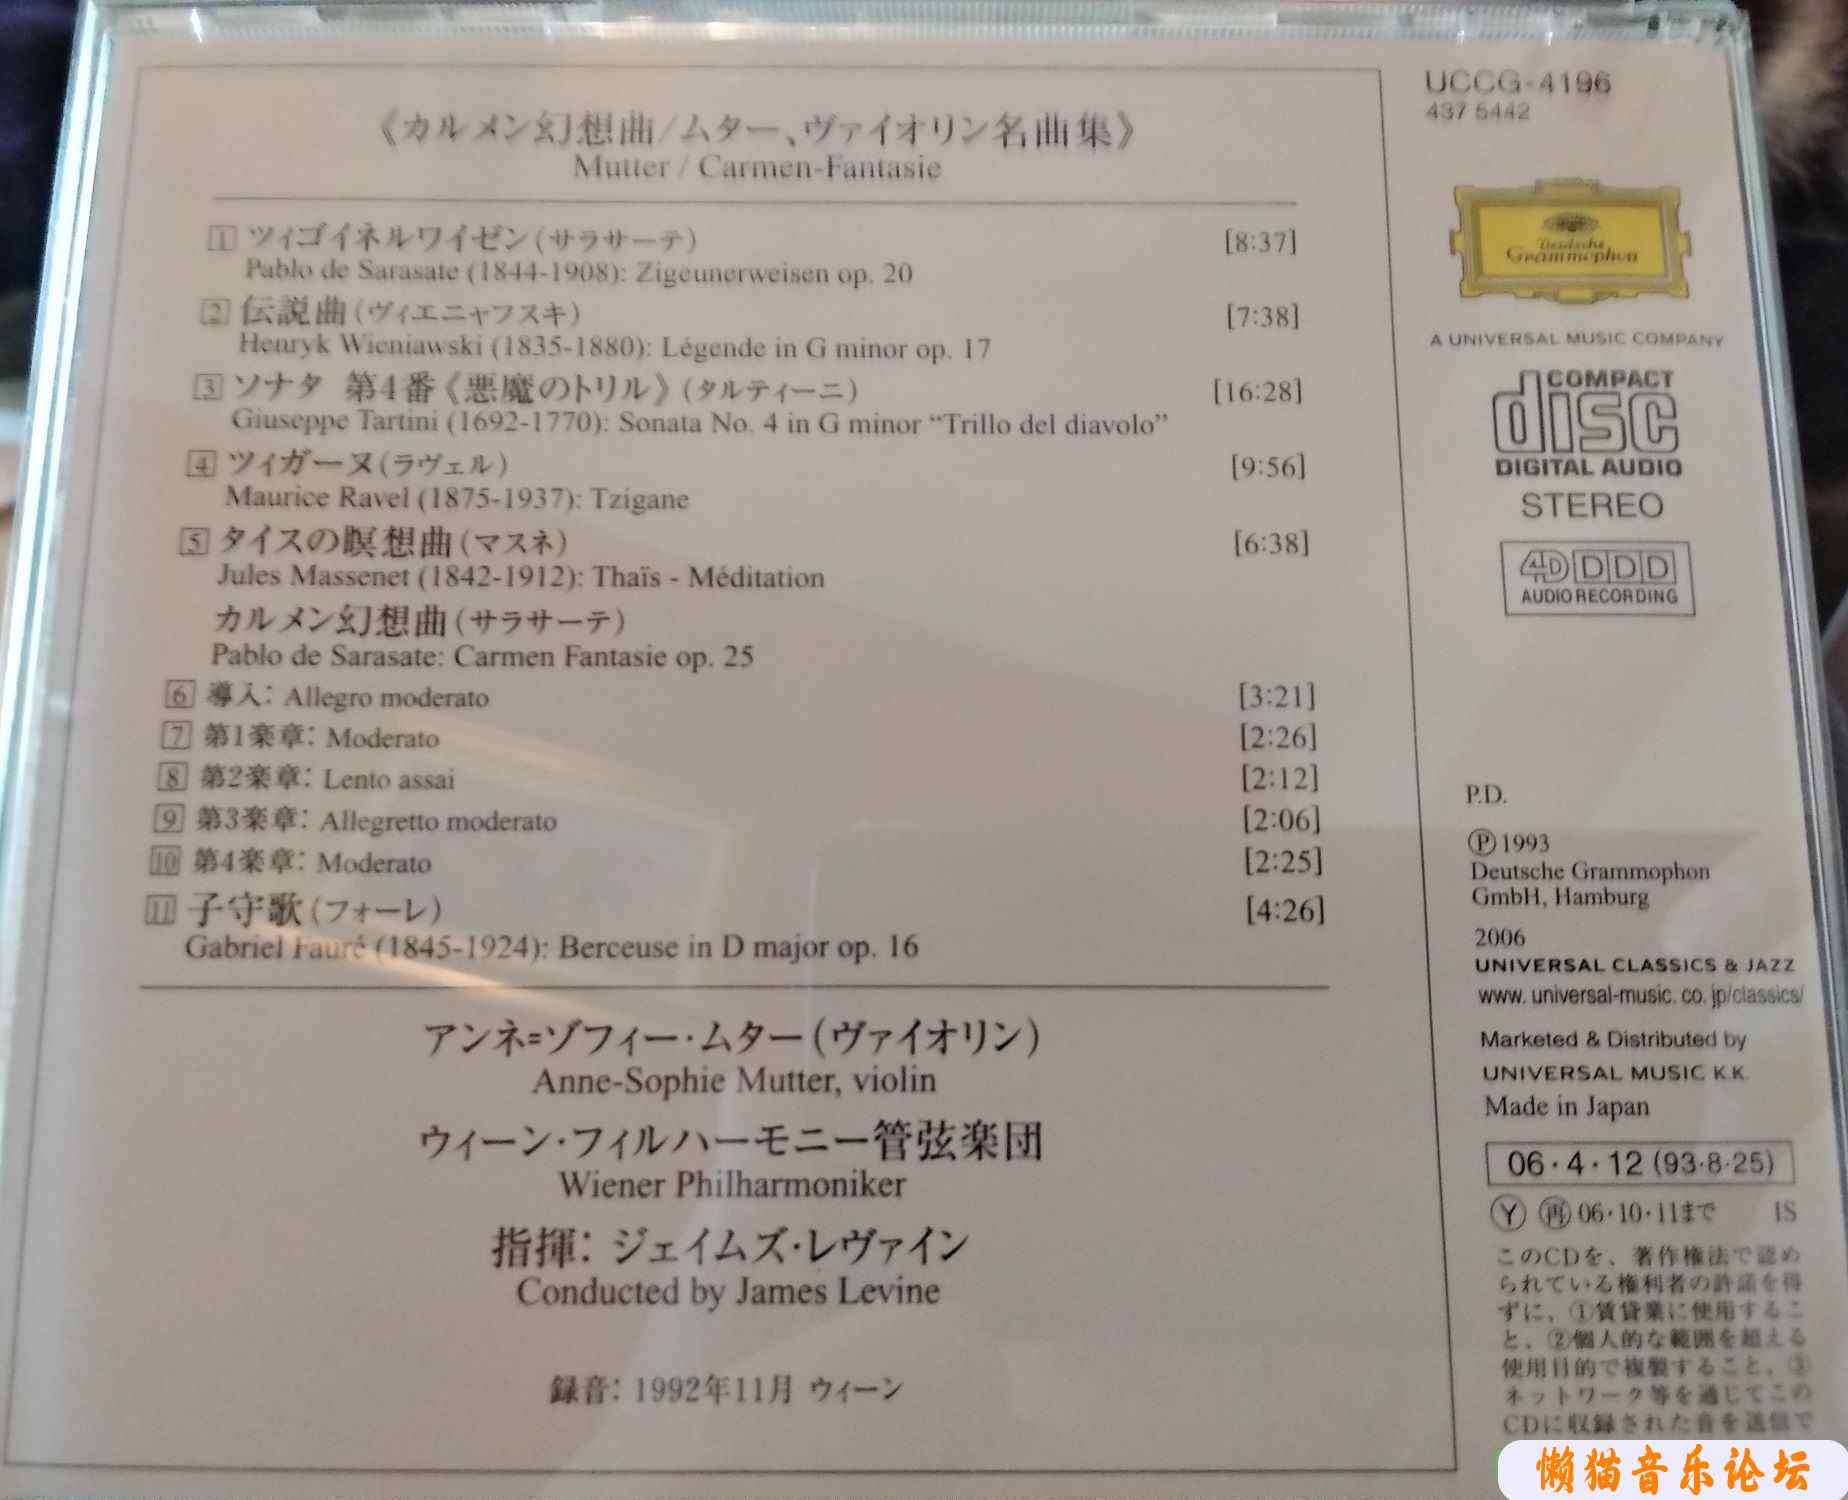 《カルメン幻想曲/ムター、ヴァイオリン名曲集》
Mutter / Carmen-Fantasie
1 ツィゴイネルワイゼン(サラサーテ) [8:37]
Pablo de Sarasate (1844-1908): Zigeunerweisen op. 20
2 伝説曲(ヴィエニャフスキ) [7:38]
Henryk Wieniawski (1835-1880): Légende in G minor op. 17
3 ソナタ 第4番《悪魔のトリル》(タルティーニ) [16:28]
Giuseppe Tartini (1692-1770): Sonata No. 4 in G minor “Trillo del diavolo”
4 ツィガーヌ(ラヴェル) [9:56]
Maurice Ravel (1875-1937): Tzigane
5 タイスの瞑想曲(マスネ) [6:38]
Jules Massenet (1842-1912): Thaïs - Méditation
カルメン幻想曲(サラサーテ)
Pablo de Sarasate: Carmen Fantasie op. 25
6 導入: Allegro moderato [3:21]
7 第1楽章: Moderato [2:26]
8 第2楽章: Lento assai [2:12]
9 第3楽章: Allegretto moderato [2:06]
10 第4楽章: Moderato [2:25]
11 子守歌(フォーレ) [4:26]
Gabriel Fauré (1845-1924): Berceuse in D major op. 16
アンネ=ゾフィー・ムター(ヴァイオリン)
Anne-Sophie Mutter, violin
ウィーン・フィルハーモニー管弦楽団
Wiener Philharmoniker
指揮: ジェイムズ・レヴァイン
Conducted by James Levine
録音: 1992年11月 ウィーン
UCCG-4196
437 5442
Deutsche
Grammophon
A UNIVERSAL MUSIC COMPANY
COMPACT
disc
DIGITAL AUDIO
STEREO
4D DDD
AUDIO RECORDING
P.D.
Ⓟ1993
Deutsche Grammophon
GmbH, Hamburg
2006
UNIVERSAL CLASSICS & JAZZ
www. universal-music. co. jp/classics/
Marketed & Distributed by
UNIVERSAL MUSIC K.K.
Made in Japan
06・4・12 (93・8・25)
Ⓨ 再 06・10・11まで IS
このCDを、著作権法で認め
られている権利者の許諾を得
ずに、①賃貸業に使用するこ
と、②個人的な範囲を超える
使用目的で複製すること、③
ネットワーク等を通じてこの
CDに収録された音を送信で
懒猫音乐论坛